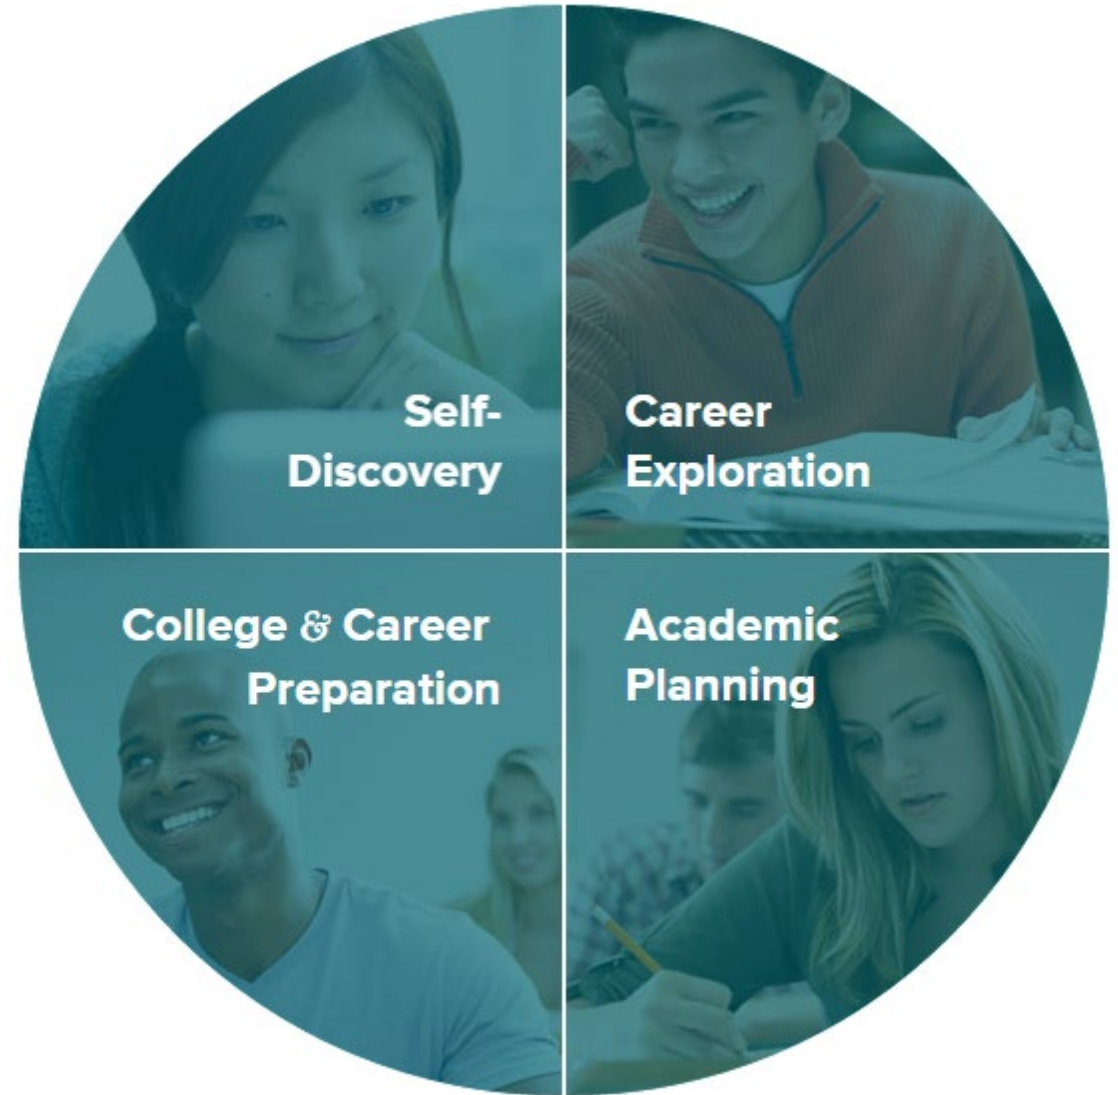 Self-
Discovery
Career
Exploration
College & Career
Preparation
Academic
Planning